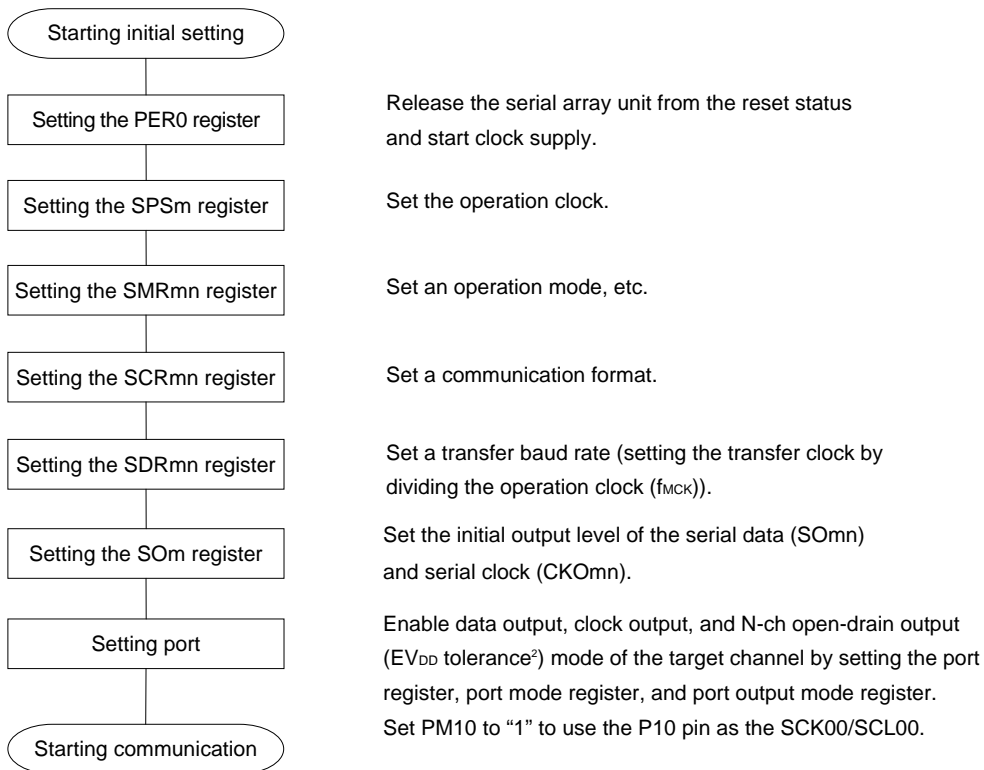 Starting initial setting
Setting the PER0 register
Release the serial array unit from the reset status
and start clock supply.
Setting the SPSm register
Set the operation clock.
Setting the SMRmn register
Set an operation mode, etc.
Setting the SCRmn register
Set a communication format.
Setting the SDRmn register
Set a transfer baud rate (setting the transfer clock by
dividing the operation clock (fMCK)).
Setting the SOm register
Set the initial output level of the serial data (SOmn)
and serial clock (CKOmn).
Setting port
Enable data output, clock output, and N-ch open-drain output
(EVDD tolerance²) mode of the target channel by setting the port
register, port mode register, and port output mode register.
Set PM10 to “1” to use the P10 pin as the SCK00/SCL00.
Starting communication